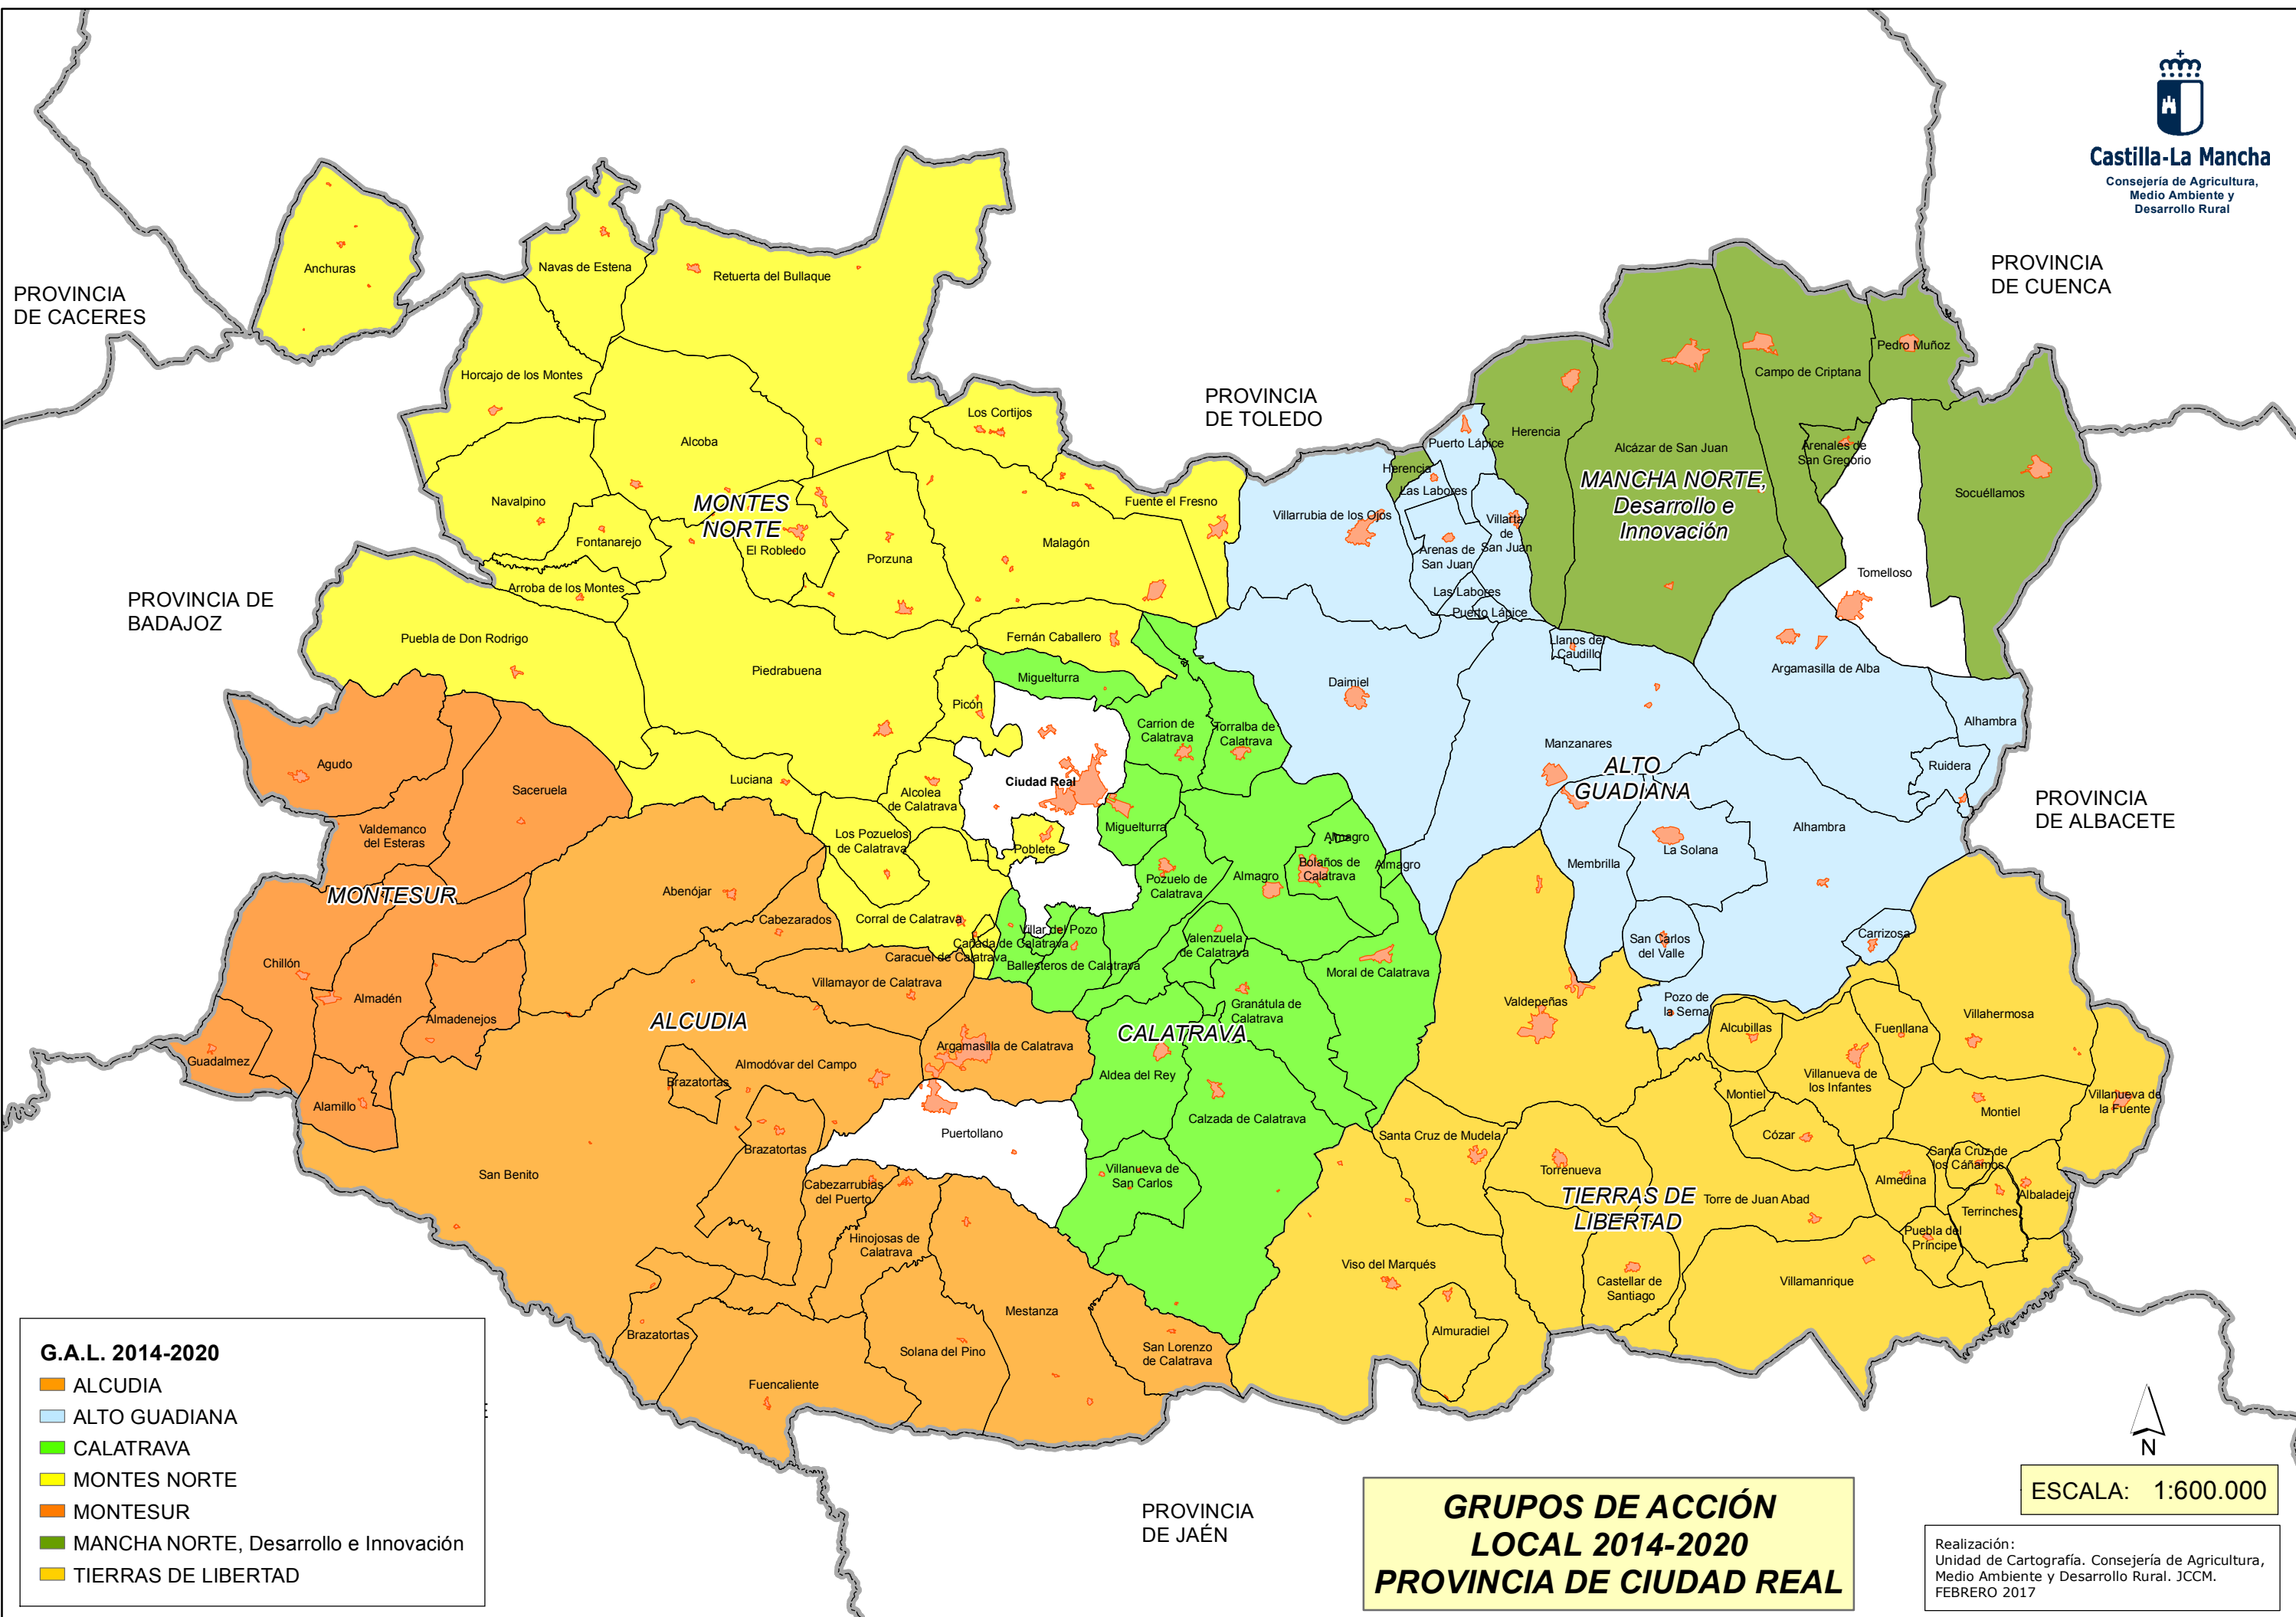 Castilla-La Mancha
Consejería de Agricultura,
Medio Ambiente y
Desarrollo Rural
PROVINCIA
DE CACERES
PROVINCIA
DE CUENCA
PROVINCIA
DE TOLEDO
PROVINCIA DE
BADAJOZ
PROVINCIA
DE ALBACETE
PROVINCIA
DE JAÉN
Anchuras
Navas de Estena
Retuerta del Bullaque
Horcajo de los Montes
Los Cortijos
Alcoba
Navalpino
MONTES
NORTE
Fontanarejo
El Robledo
Porzuna
Malagón
Fuente el Fresno
Arroba de los Montes
Puebla de Don Rodrigo
Piedrabuena
Fernán Caballero
Picón
Luciana
Alcolea
de Calatrava
Los Pozuelos
de Calatrava
Poblete
Corral de Calatrava
Cañada de Calatrava
Caracuel de Calatrava
Ciudad Real
Pedro Muñoz
Campo de Criptana
Herencia
Alcázar de San Juan
Arenales de
San Gregorio
MANCHA NORTE,
Desarrollo e
Innovación
Socuéllamos
Tomelloso
Herencia
Puerto Lápice
Las Labores
Villarrubia de los Ojos
Villarta
de
San Juan
Arenas de
San Juan
Las Labores
Puerto Lápice
Llanos del
Caudillo
Argamasilla de Alba
Daimiel
Alhambra
Manzanares
Ruidera
ALTO
GUADIANA
Alhambra
La Solana
Membrilla
San Carlos
del Valle
Carrizosa
Pozo de
la Serna
Miguelturra
Carrion de
Calatrava
Torralba de
Calatrava
Miguelturra
Almagro
Bolaños de
Calatrava
Almagro
Almagro
Pozuelo de
Calatrava
Villar del Pozo
Ballesteros de Calatrava
Valenzuela
de Calatrava
Moral de Calatrava
Granátula de
Calatrava
CALATRAVA
Aldea del Rey
Calzada de Calatrava
Villanueva de
San Carlos
Agudo
Saceruela
Valdemanco
del Esteras
MONTESUR
Chillón
Almadén
Almadenejos
Guadalmez
Alamillo
Abenójar
Cabezarados
Villamayor de Calatrava
ALCUDIA
Argamasilla de Calatrava
Almodóvar del Campo
Brazatortas
Brazatortas
Puertollano
San Benito
Cabezarrubias
del Puerto
Hinojosas de
Calatrava
Mestanza
Brazatortas
Solana del Pino
San Lorenzo
de Calatrava
Fuencaliente
Valdepeñas
Alcubillas
Fuenllana
Villahermosa
Villanueva de
los Infantes
Montiel
Montiel
Villanueva de
la Fuente
Santa Cruz de Mudela
Cózar
Torrenueva
Santa Cruz de
los Cáñamos
Almedina
Albaladejo
TIERRAS DE
LIBERTAD
Torre de Juan Abad
Terrinches
Puebla del
Príncipe
Viso del Marqués
Castellar de
Santiago
Villamanrique
Almuradiel
G.A.L. 2014-2020
ALCUDIA
ALTO GUADIANA
CALATRAVA
MONTES NORTE
MONTESUR
MANCHA NORTE, Desarrollo e Innovación
TIERRAS DE LIBERTAD
GRUPOS DE ACCIÓN
LOCAL 2014-2020
PROVINCIA DE CIUDAD REAL
N
ESCALA: 1:600.000
Realización:
Unidad de Cartografía. Consejería de Agricultura,
Medio Ambiente y Desarrollo Rural. JCCM.
FEBRERO 2017